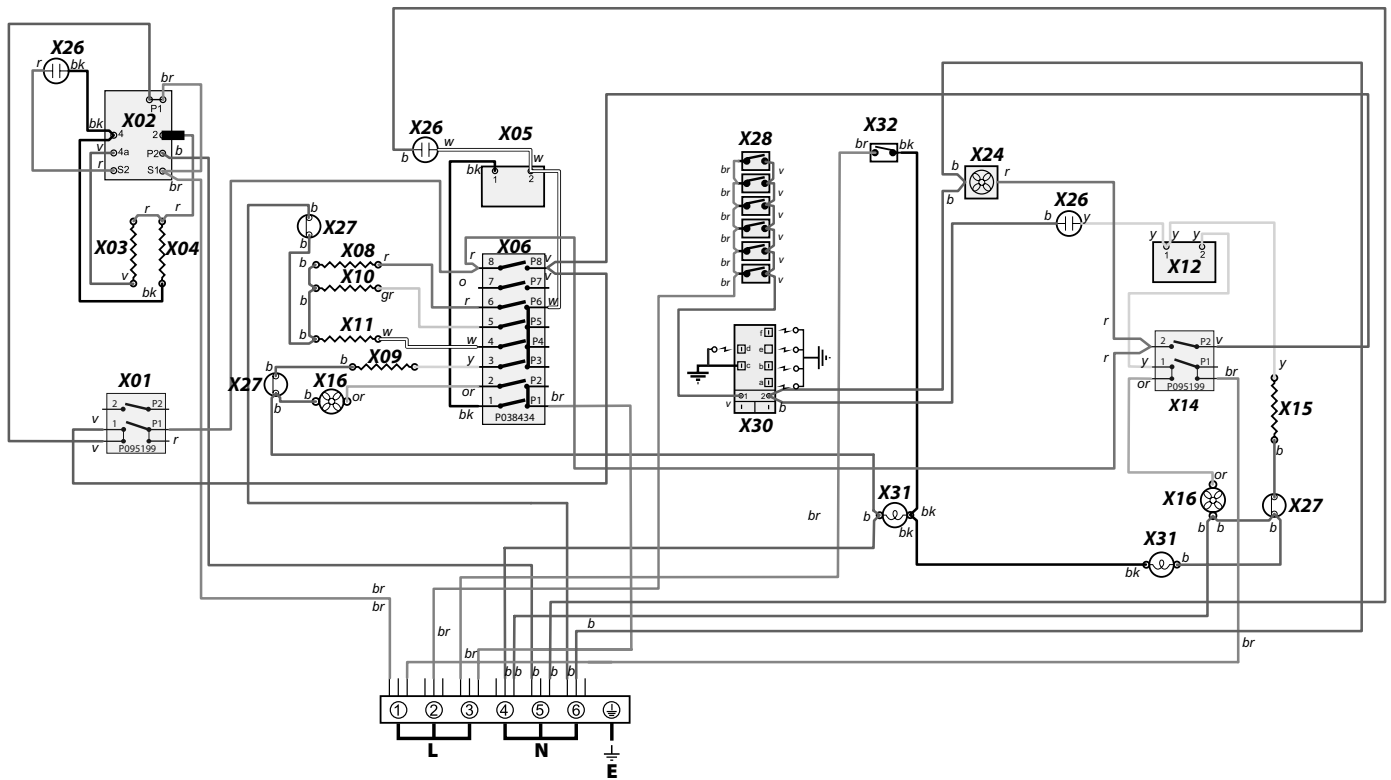 X26
r
bk
br
P1
X02
bk
4
2
v
4a
P2
b
r
S2
S1
br
r
r
X03
X04
v
bk
X01
2
P2
v
1
P1
v
r
P095199
X26
b
w
X05
w
bk
1
2
b
X27
b
X06
b
X08
r
r
8
P8
v
v
X10
o
7
P7
b
gr
r
6
P6
w
5
P5
b
X11
w
w
4
P4
b
X09
b
y
3
P3
X27
X16
2
P2
b
b
or
or
1
P1
br
bk
P038434
X28
br
v
br
v
br
v
br
v
br
v
br
v
X32
br
bk
b
X24
r
b
X26
b
y
y
y
y
1
2
X12
f
d
e
c
b
a
1
2
v
b
X30
r
2
P2
v
r
y
1
P1
or
br
P095199
X14
y
X15
b
or
X16
X27
b
b
b
X31
b
bk
bk
br
X31
bk
b
br
br
br
br
b
br
b
b
b
b
b
b
1
2
3
4
5
6
L
N
E